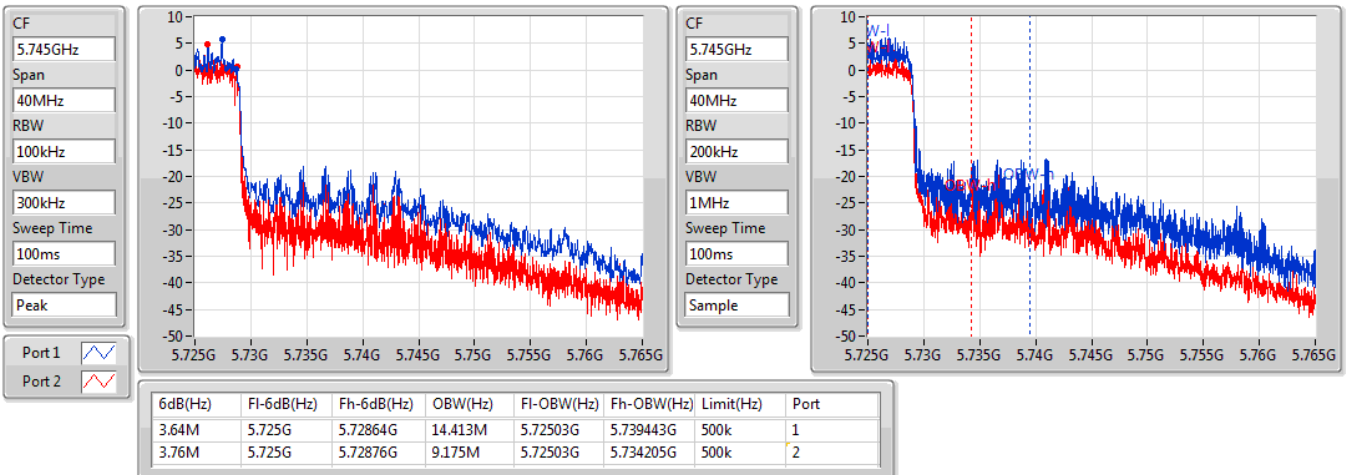 CF
5.745GHz
Span
40MHz
RBW
100kHz
VBW
300kHz
Sweep Time
100ms
Detector Type
Peak
Port 1
Port 2
10
5
0
-5
-10
-15
-20
-25
-30
-35
-40
-45
-50
5.725G 5.73G 5.735G 5.74G 5.745G 5.75G 5.755G 5.76G 5.765G
CF
5.745GHz
Span
40MHz
RBW
200kHz
VBW
1MHz
Sweep Time
100ms
Detector Type
Sample
10
5
0
-5
-10
-15
-20
-25
-30
-35
-40
-45
-50
W-l
OBW-h
OBW-h
5.725G 5.73G 5.735G 5.74G 5.745G 5.75G 5.755G 5.76G 5.765G
6dB(Hz) Fl-6dB(Hz) Fh-6dB(Hz) OBW(Hz) Fl-OBW(Hz) Fh-OBW(Hz) Limit(Hz) Port
3.64M 5.725G 5.72864G 14.413M 5.72503G 5.739443G 500k 1
3.76M 5.725G 5.72876G 9.175M 5.72503G 5.734205G 500k 2